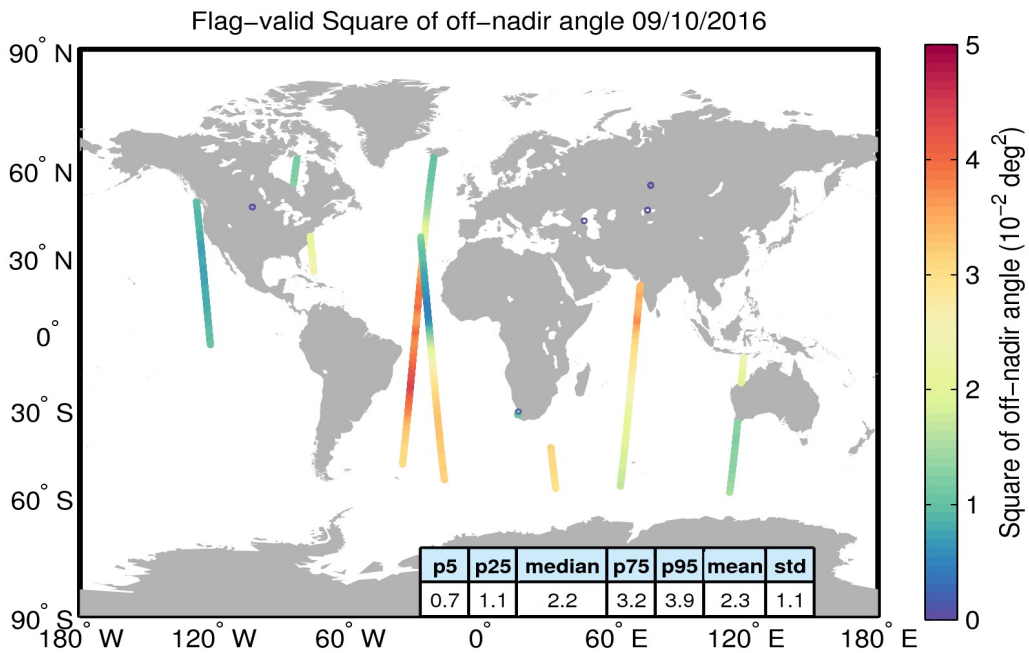 Flag−valid Square of off−nadir angle 09/10/2016
90° N
60° N
30° N
0°
30° S
60° S
90° S
180° W
120° W
60° W
0°
60° E
120° E
180° E
p5 p25 median p75 p95 mean std
0.7 1.1 2.2 3.2 3.9 2.3 1.1
5
4
3
2
1
0
Square of off−nadir angle (10⁻² deg²)